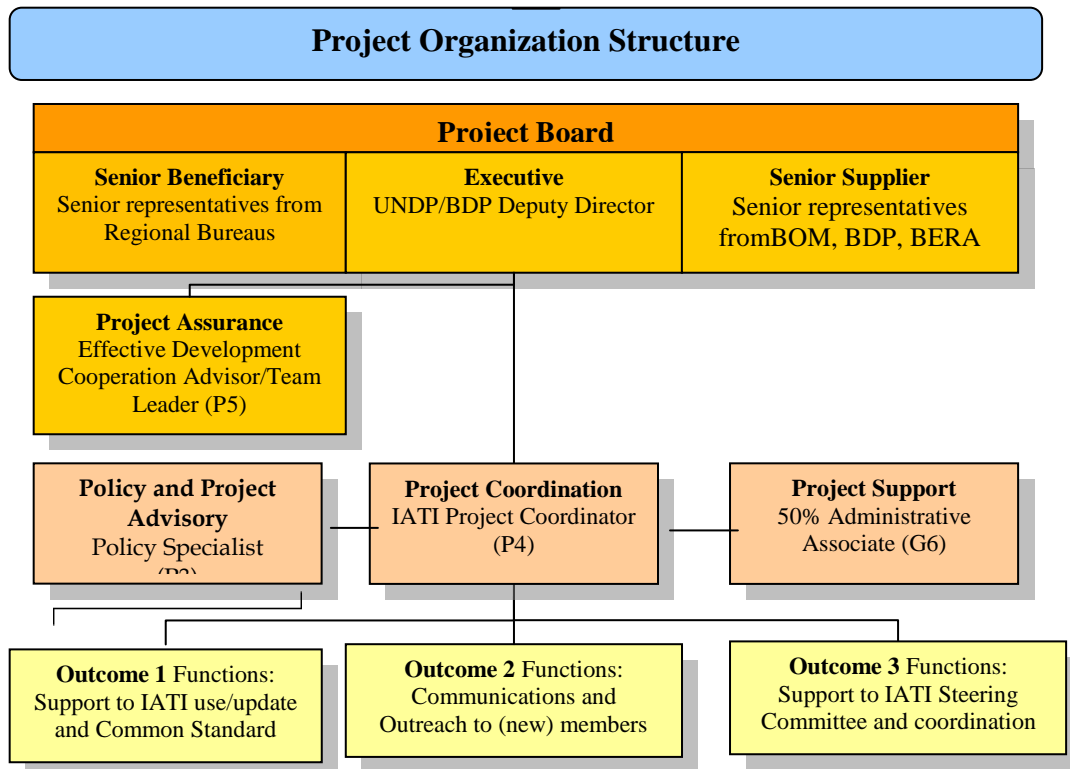 Project Organization Structure
Project Board
Senior Beneficiary
Senior representatives from
Regional Bureaus
Executive
UNDP/BDP Deputy Director
Senior Supplier
Senior representatives
fromBOM, BDP, BERA
Project Assurance
Effective Development
Cooperation Advisor/Team
Leader (P5)
Policy and Project
Advisory
Policy Specialist
Project Coordination
IATI Project Coordinator
(P4)
Project Support
50% Administrative
Associate (G6)
Outcome 1 Functions:
Support to IATI use/update
and Common Standard
Outcome 2 Functions:
Communications and
Outreach to (new) members
Outcome 3 Functions:
Support to IATI Steering
Committee and coordination